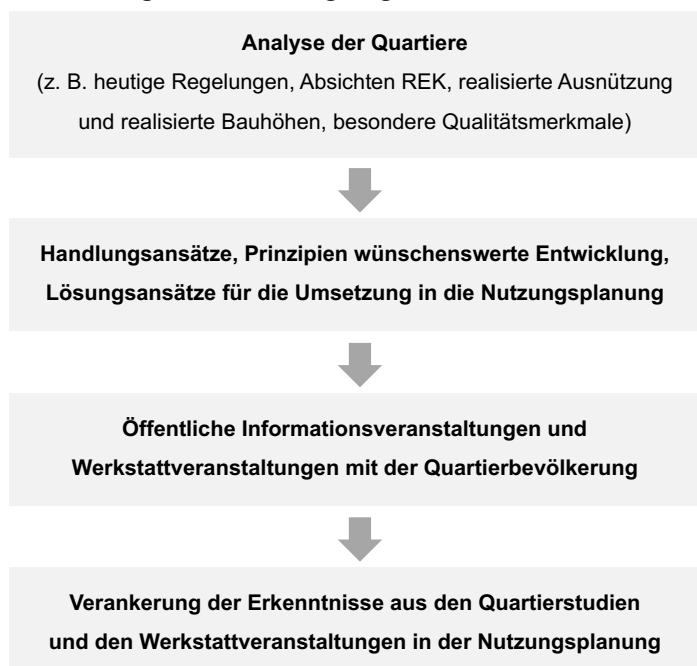 Analyse der Quartiere
(z. B. heutige Regelungen, Absichten REK, realisierte Ausnützung
und realisierte Bauhöhen, besondere Qualitätsmerkmale)
Handlungsansätze, Prinzipien wünschenswerte Entwicklung,
Lösungsansätze für die Umsetzung in die Nutzungsplanung
Öffentliche Informationsveranstaltungen und
Werkstattveranstaltungen mit der Quartierbevölkerung
Verankerung der Erkenntnisse aus den Quartierstudien
und den Werkstattveranstaltungen in der Nutzungsplanung